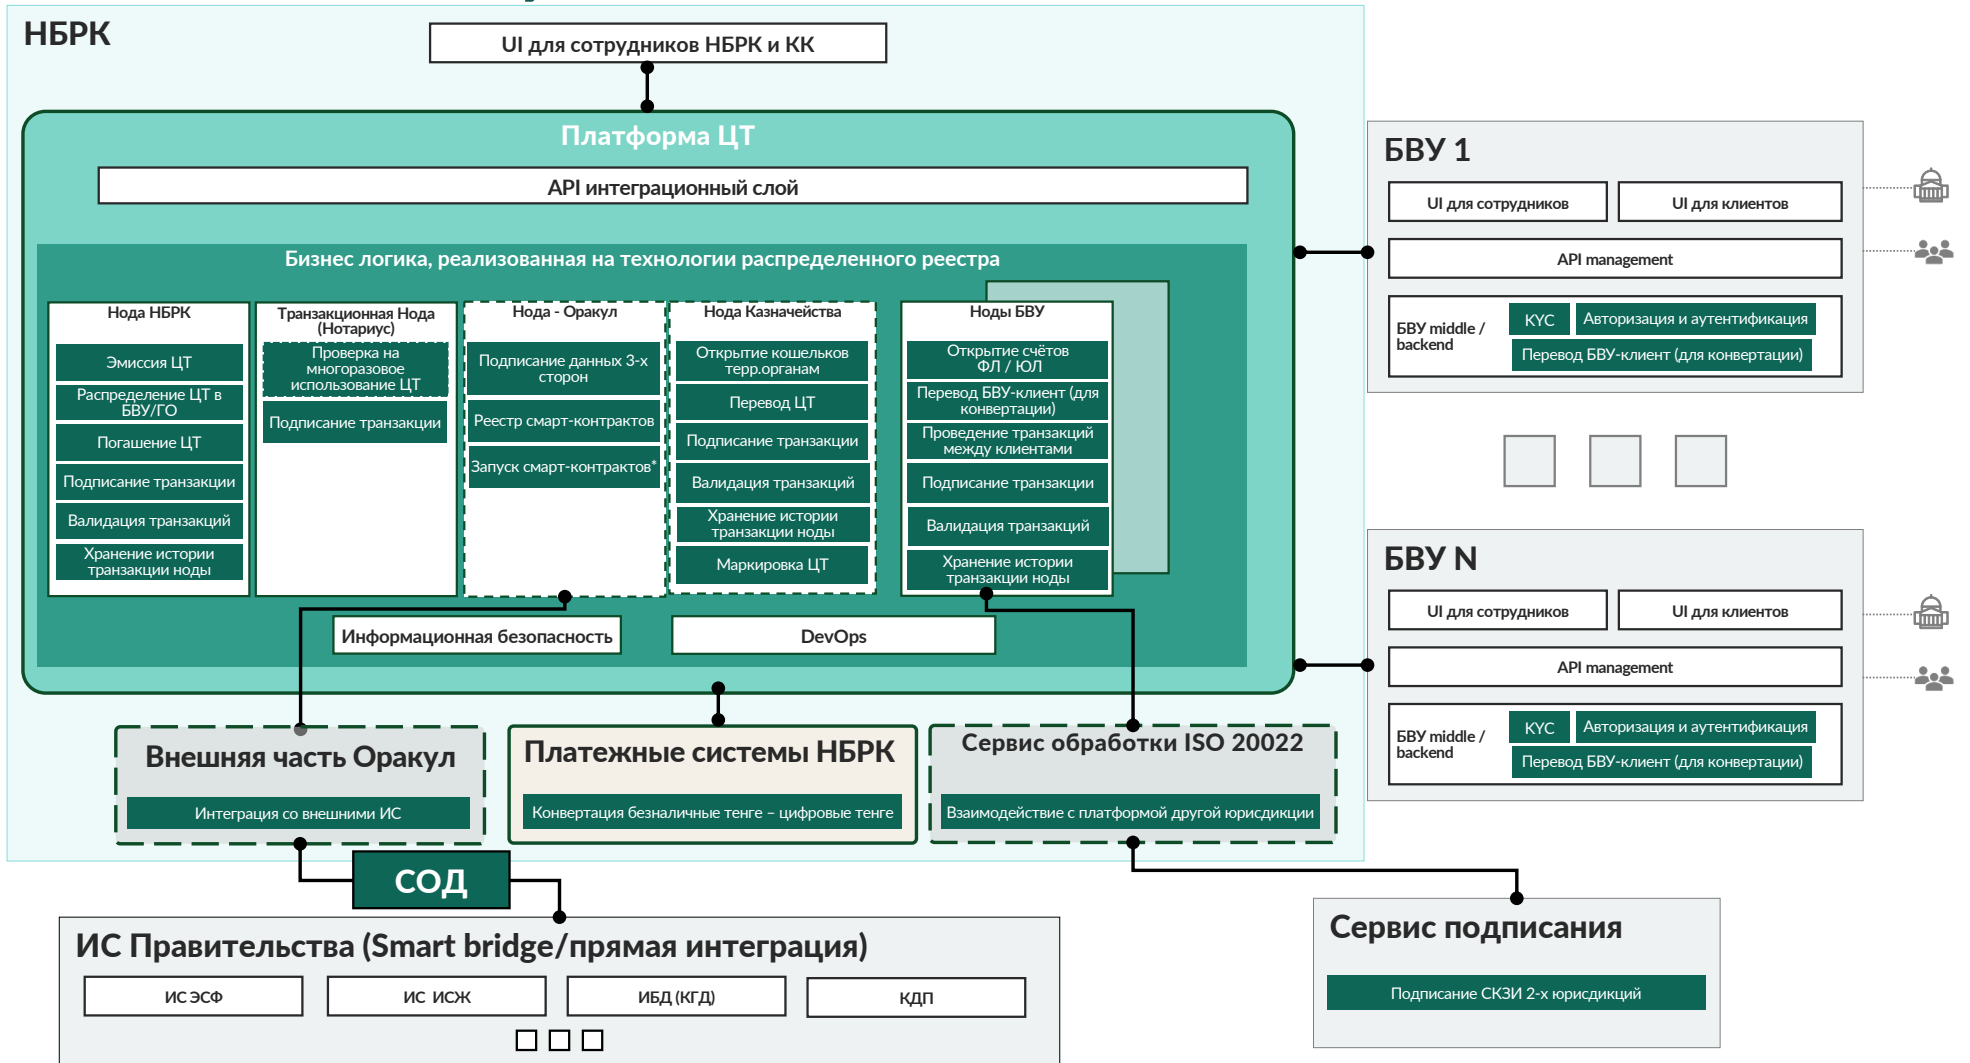 НБРК
UI для сотрудников НБРК и КК
Платформа ЦТ
API интеграционный слой
Бизнес логика, реализованная на технологии распределенного реестра
Нода НБРК
Эмиссия ЦТ
Распределение ЦТ в
БВУ/ГО
Погашение ЦТ
Подписание транзакции
Валидация транзакций
Хранение истории
транзакции ноды
Транзакционная Нода
(Нотариус)
Проверка на
многоразовое
использование ЦТ
Подписание транзакции
Нода - Оракул
Подписание данных 3-х
сторон
Реестр смарт-контрактов
Запуск смарт-контрактов*
Нода Казначейства
Открытие кошельков
терр.органам
Перевод ЦТ
Подписание транзакции
Валидация транзакций
Хранение истории
транзакции ноды
Маркировка ЦТ
Ноды БВУ
Открытие счётов
ФЛ / ЮЛ
Перевод БВУ-клиент (для
конвертации)
Проведение транзакций
между клиентами
Подписание транзакции
Валидация транзакций
Хранение истории
транзакции ноды
Информационная безопасность
DevOps
Внешняя часть Оракул
Интеграция со внешними ИС
Платежные системы НБРК
Конвертация безналичные тенге – цифровые тенге
Сервис обработки ISO 20022
Взаимодействие с платформой другой юрисдикции
СОД
ИС Правительства (Smart bridge/прямая интеграция)
ИС ЭСФ
ИС ИСЖ
ИБД (КГД)
КДП
Сервис подписания
Подписание СКЗИ 2-х юрисдикций
БВУ 1
UI для сотрудников
UI для клиентов
API management
БВУ middle /
backend
KYC
Авторизация и аутентификация
Перевод БВУ-клиент (для конвертации)
БВУ N
UI для сотрудников
UI для клиентов
API management
БВУ middle /
backend
KYC
Авторизация и аутентификация
Перевод БВУ-клиент (для конвертации)